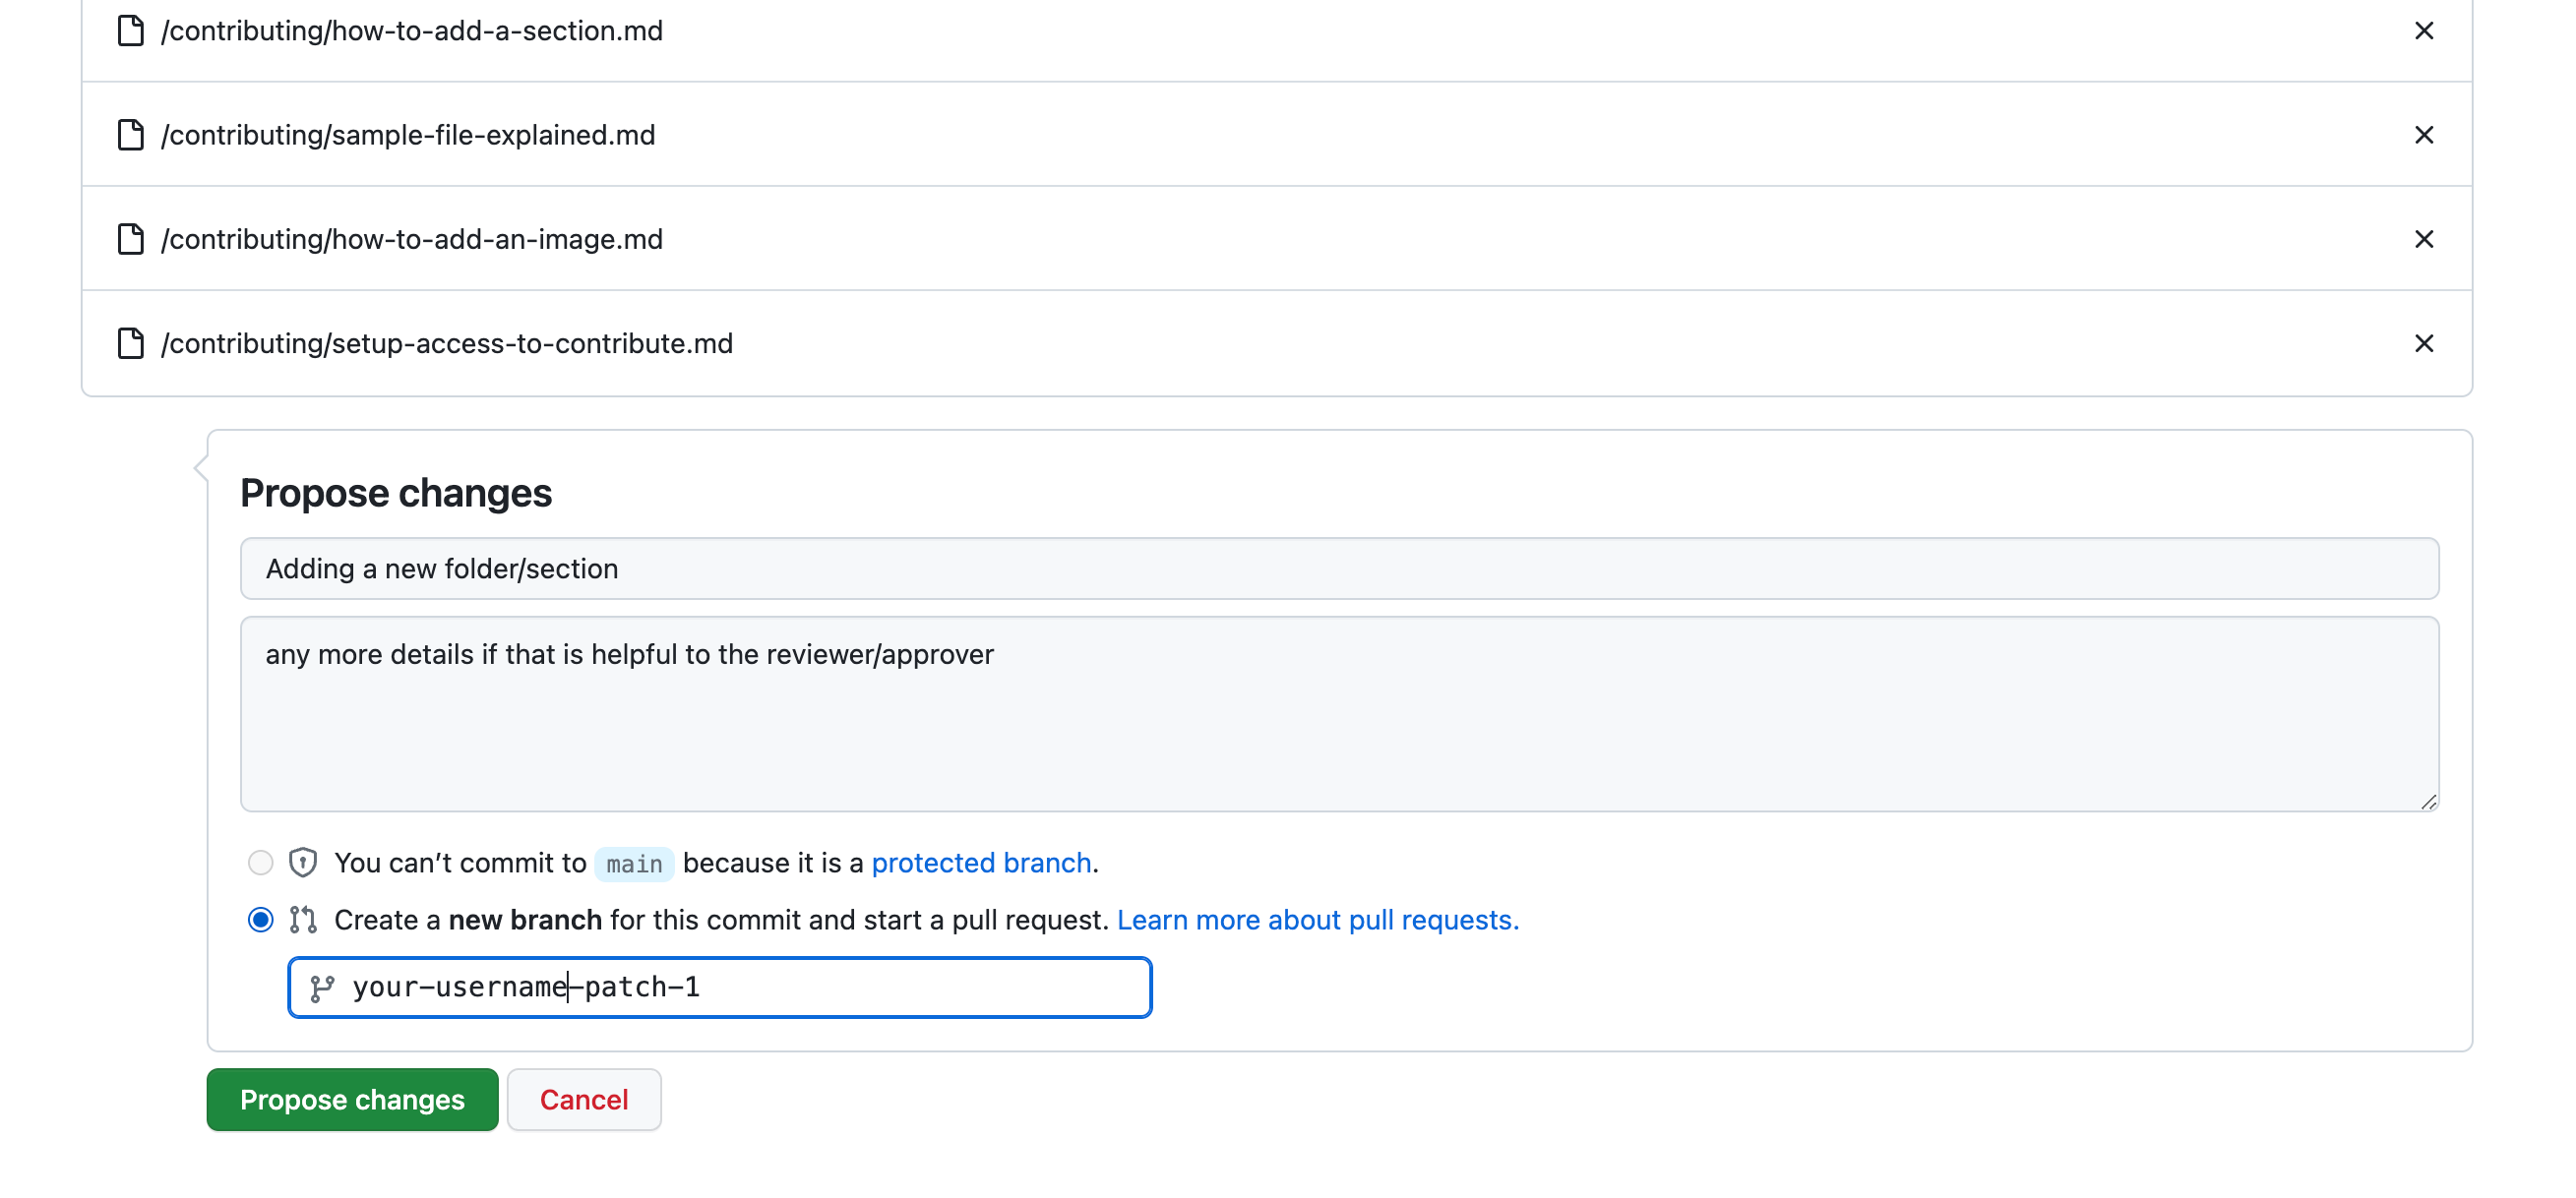 /contributing/how-to-add-a-section.md
/contributing/sample-file-explained.md
/contributing/how-to-add-an-image.md
/contributing/setup-access-to-contribute.md
Propose changes
Adding a new folder/section
any more details if that is helpful to the reviewer/approver
You can’t commit to main because it is a protected branch.
Create a new branch for this commit and start a pull request. Learn more about pull requests.
your-username-patch-1
Propose changes Cancel